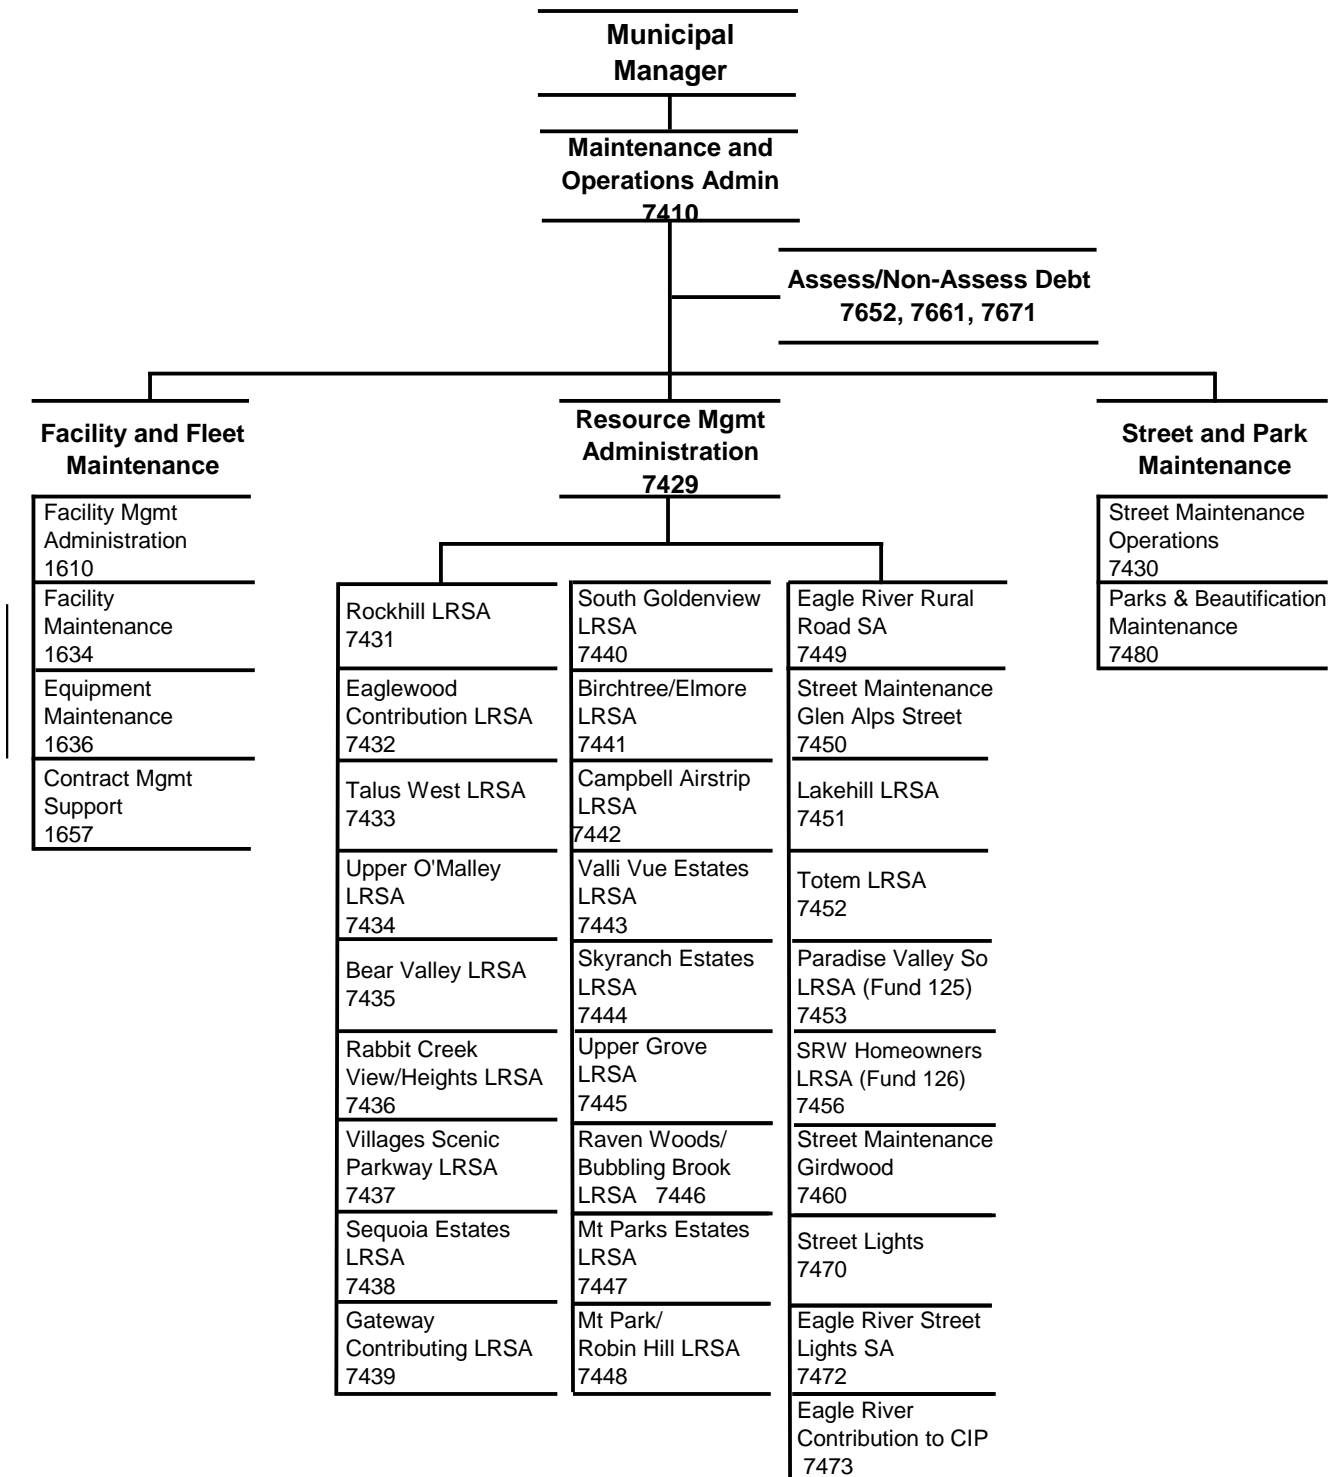 Municipal
Manager
Maintenance and
Operations Admin
7410
Assess/Non-Assess Debt
7652, 7661, 7671
Facility and Fleet
Maintenance
Facility Mgmt
Administration
1610
Facility
Maintenance
1634
Equipment
Maintenance
1636
Contract Mgmt
Support
1657
Resource Mgmt
Administration
7429
Rockhill LRSA
7431
Eaglewood
Contribution LRSA
7432
Talus West LRSA
7433
Upper O'Malley
LRSA
7434
Bear Valley LRSA
7435
Rabbit Creek
View/Heights LRSA
7436
Villages Scenic
Parkway LRSA
7437
Sequoia Estates
LRSA
7438
Gateway
Contributing LRSA
7439
South Goldenview
LRSA
7440
Birchtree/Elmore
LRSA
7441
Campbell Airstrip
LRSA
7442
Valli Vue Estates
LRSA
7443
Skyranch Estates
LRSA
7444
Upper Grove
LRSA
7445
Raven Woods/
Bubbling Brook
LRSA 7446
Mt Parks Estates
LRSA
7447
Mt Park/
Robin Hill LRSA
7448
Eagle River Rural
Road SA
7449
Street Maintenance
Glen Alps Street
7450
Lakehill LRSA
7451
Totem LRSA
7452
Paradise Valley So
LRSA (Fund 125)
7453
SRW Homeowners
LRSA (Fund 126)
7456
Street Maintenance
Girdwood
7460
Street Lights
7470
Eagle River Street
Lights SA
7472
Eagle River
Contribution to CIP
7473
Street and Park
Maintenance
Street Maintenance
Operations
7430
Parks & Beautification
Maintenance
7480